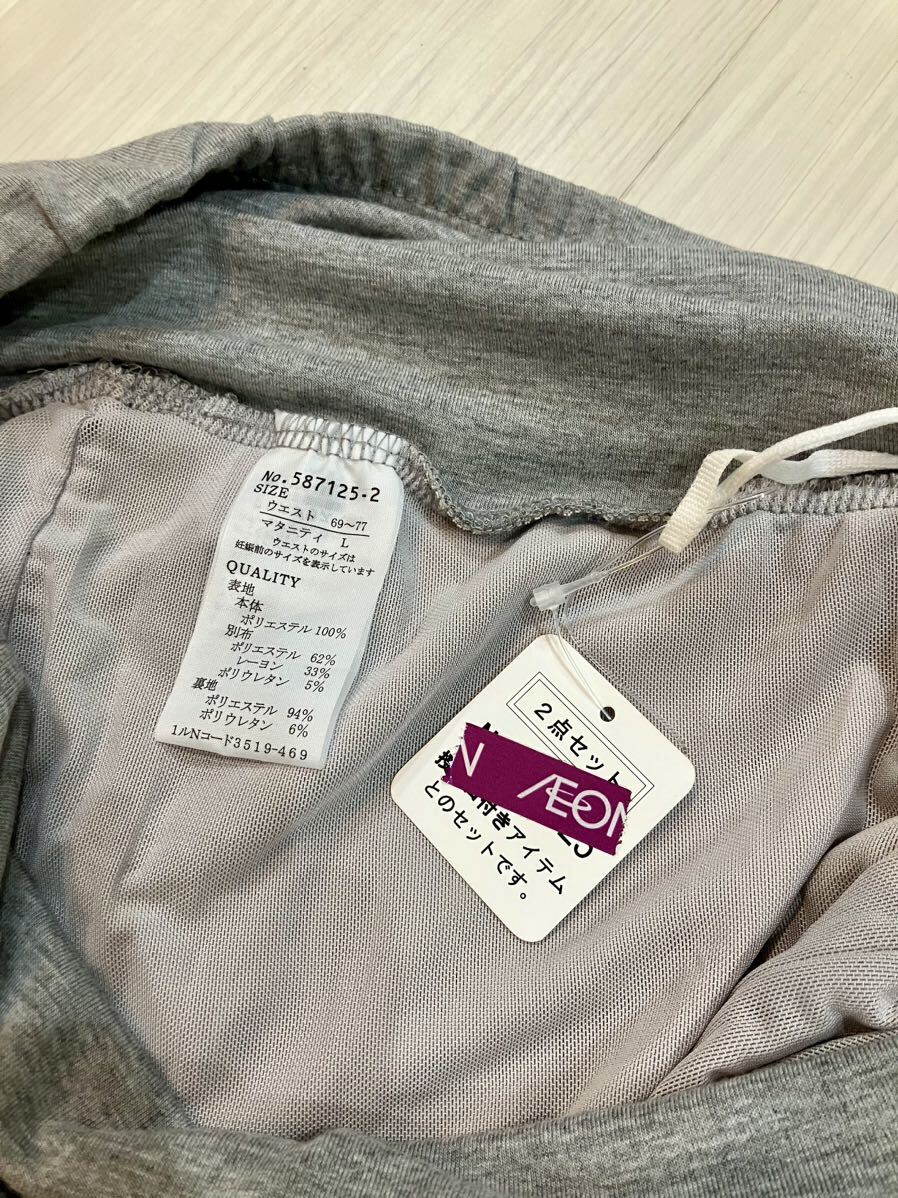 No.587125-2
SIZE
ウエスト 69～77
マタニティ L
ウエストのサイズは
妊娠前のサイズを表示しています
QUALITY
表地
本体
ポリエステル 100%
別布
ポリエステル 62%
レーヨン 33%
ポリウレタン 5%
裏地
ポリエステル 94%
ポリウレタン 6%
1ルNコード3519-469
2点セット
N ÆON
付きアイテム
とのセットです。